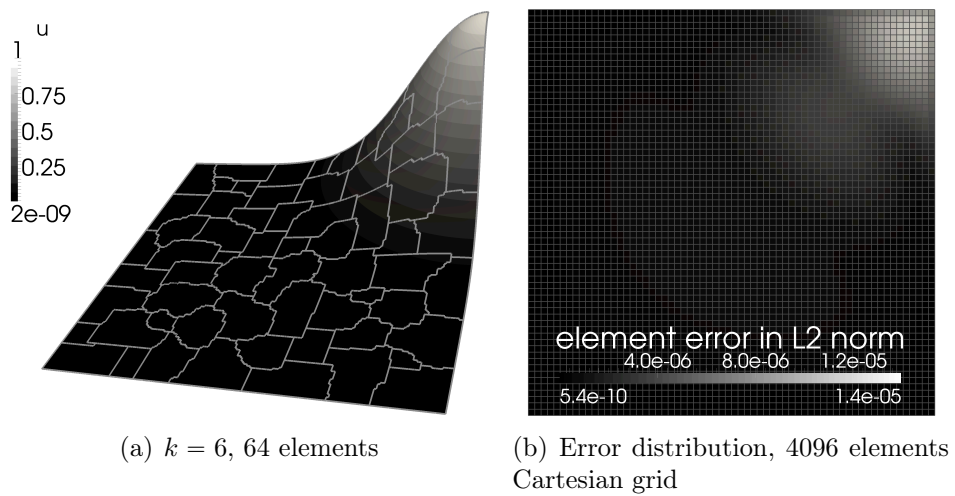 u
1
0.75
0.5
0.25
2e-09
element error in L2 norm
4.0e-06 8.0e-06 1.2e-05
5.4e-10 1.4e-05
(a) k = 6, 64 elements
(b) Error distribution, 4096 elements
Cartesian grid